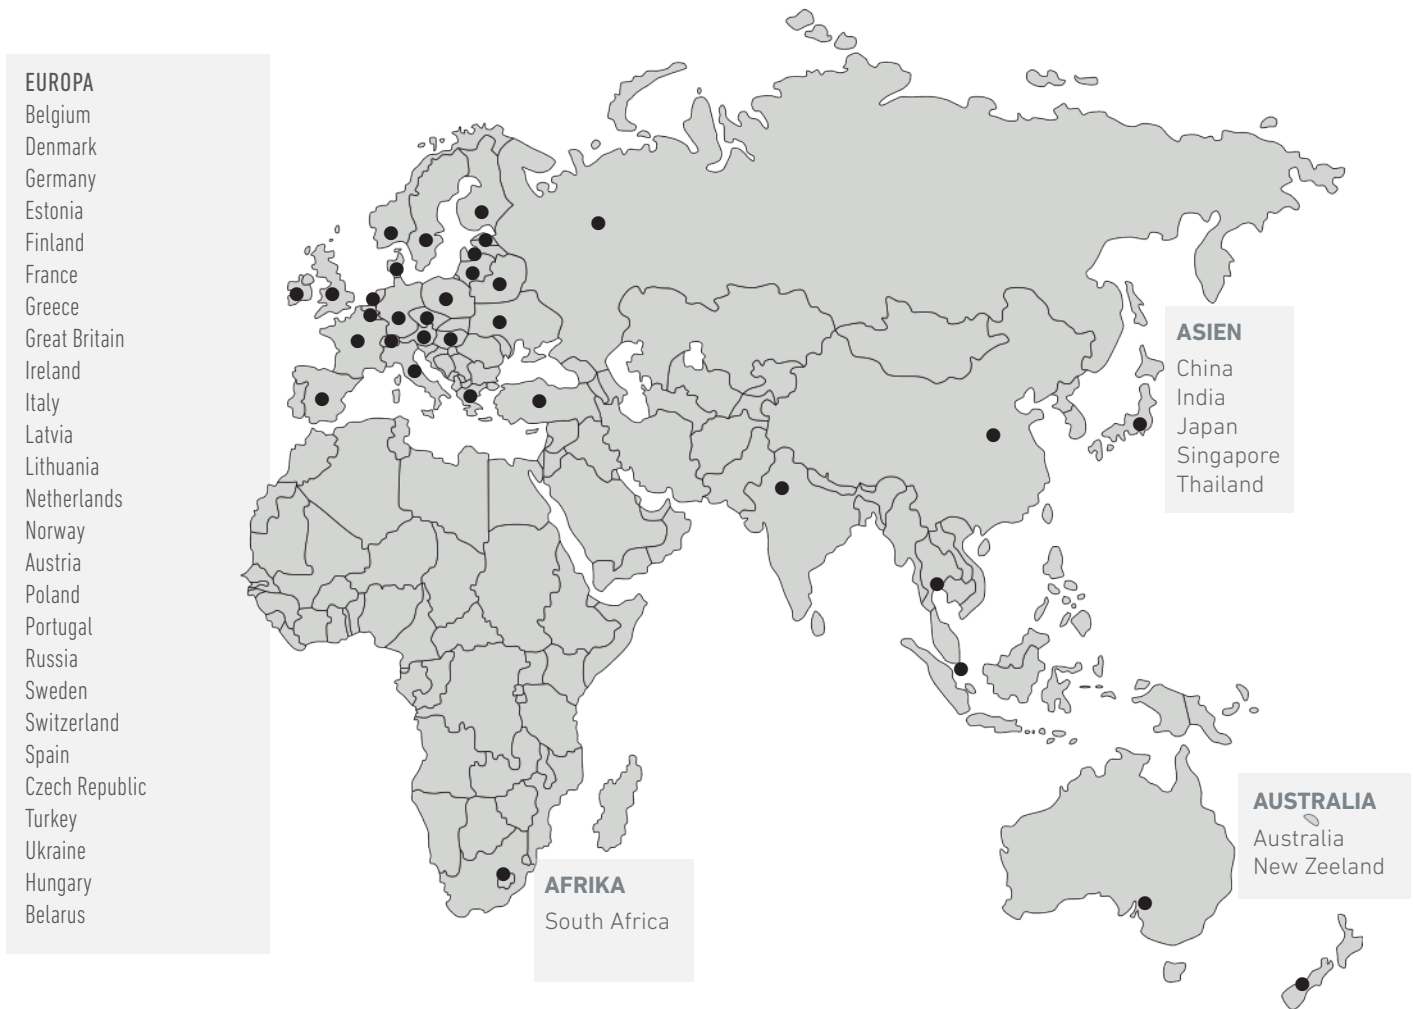 EUROPA
Belgium
Denmark
Germany
Estonia
Finland
France
Greece
Great Britain
Ireland
Italy
Latvia
Lithuania
Netherlands
Norway
Austria
Poland
Portugal
Russia
Sweden
Switzerland
Spain
Czech Republic
Turkey
Ukraine
Hungary
Belarus
ASIEN
China
India
Japan
Singapore
Thailand
AUSTRALIA
Australia
New Zeeland
AFRIKA
South Africa